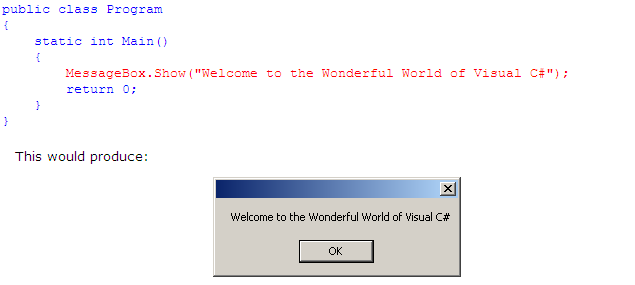 public class Program
{
    static int Main()
    {
        MessageBox.Show("Welcome to the Wonderful World of Visual C#");
        return 0;
    }
}
This would produce:
Welcome to the Wonderful World of Visual C#
OK